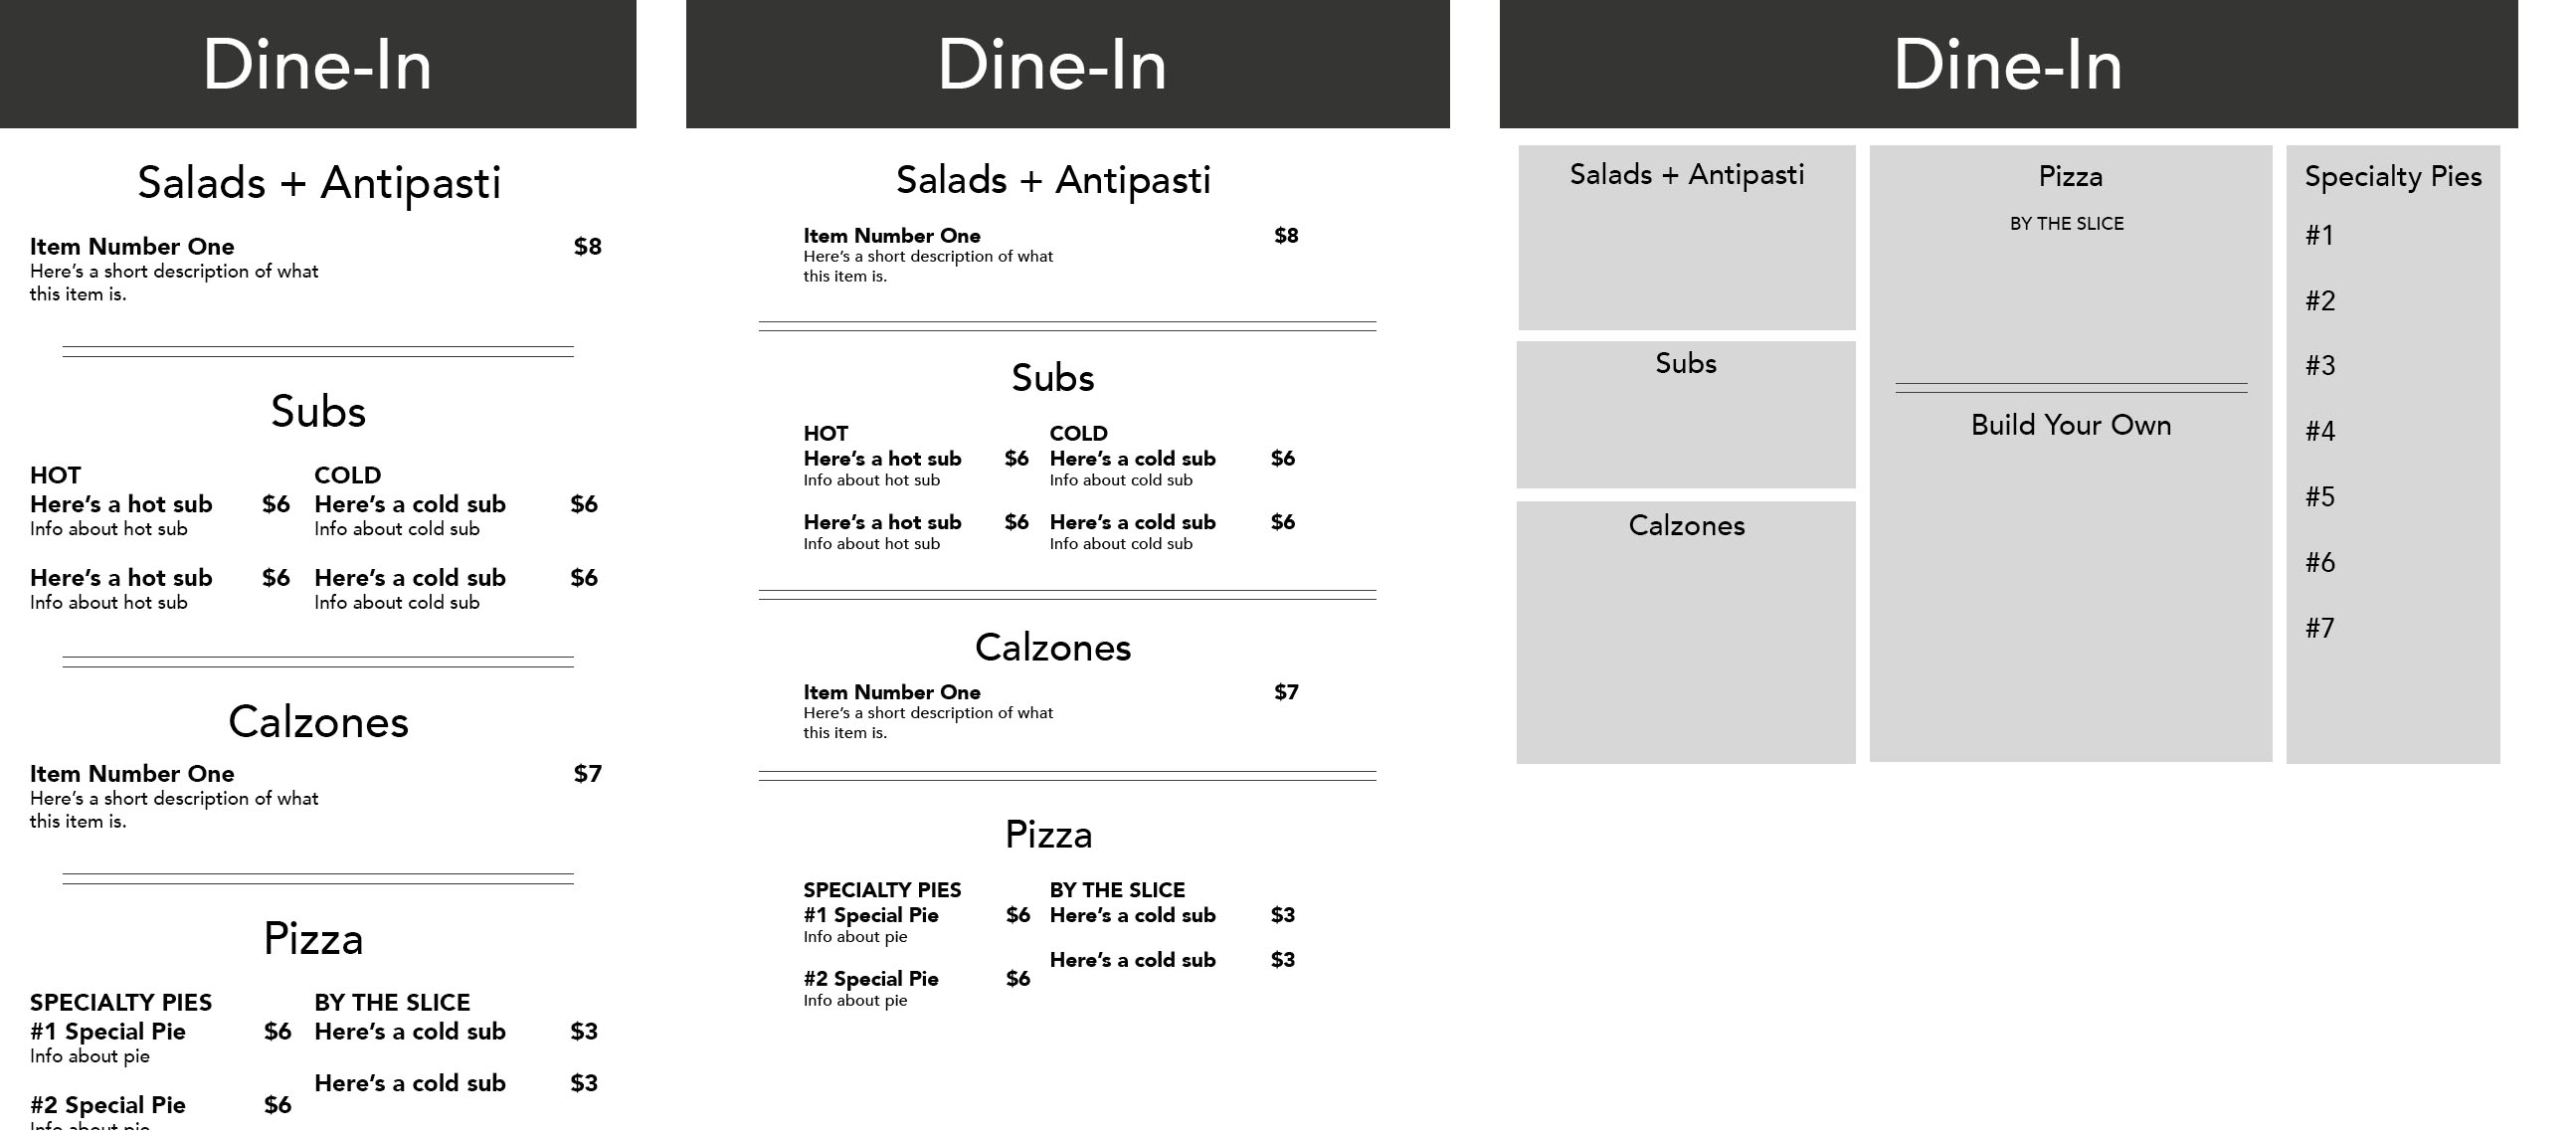 Dine-In
Salads + Antipasti
Item Number One $8
Here's a short description of what
this item is.
Subs
HOT COLD
Here's a hot sub $6 Here's a cold sub $6
Info about hot sub Info about cold sub
Here's a hot sub $6 Here's a cold sub $6
Info about hot sub Info about cold sub
Calzones
Item Number One $7
Here's a short description of what
this item is.
Pizza
SPECIALTY PIES BY THE SLICE
#1 Special Pie $6 Here's a cold sub $3
Info about pie
Here's a cold sub $3
#2 Special Pie $6
Info about pie
Dine-In
Salads + Antipasti
Item Number One $8
Here's a short description of what
this item is.
Subs
HOT COLD
Here's a hot sub $6 Here's a cold sub $6
Info about hot sub Info about cold sub
Here's a hot sub $6 Here's a cold sub $6
Info about hot sub Info about cold sub
Calzones
Item Number One $7
Here's a short description of what
this item is.
Pizza
SPECIALTY PIES BY THE SLICE
#1 Special Pie $6 Here's a cold sub $3
Info about pie
Here's a cold sub $3
#2 Special Pie $6
Info about pie
Dine-In
Salads + Antipasti
Subs
Calzones
Pizza
BY THE SLICE
Build Your Own
Specialty Pies
#1
#2
#3
#4
#5
#6
#7